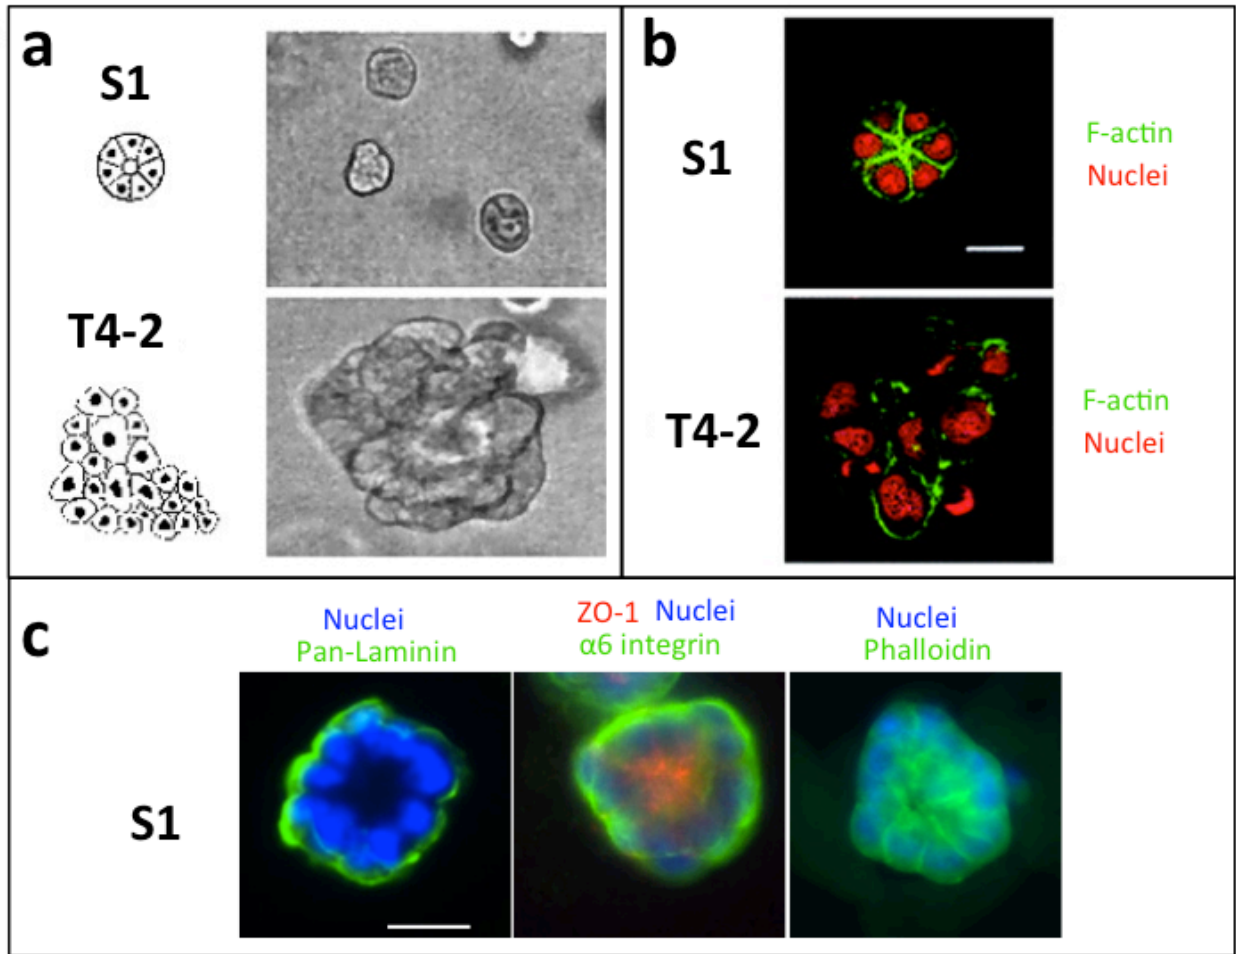 a
S1
T4-2
b
S1
F-actin
Nuclei
T4-2
F-actin
Nuclei
c
Nuclei
Pan-Laminin
ZO-1 Nuclei
α6 integrin
Nuclei
Phalloidin
S1